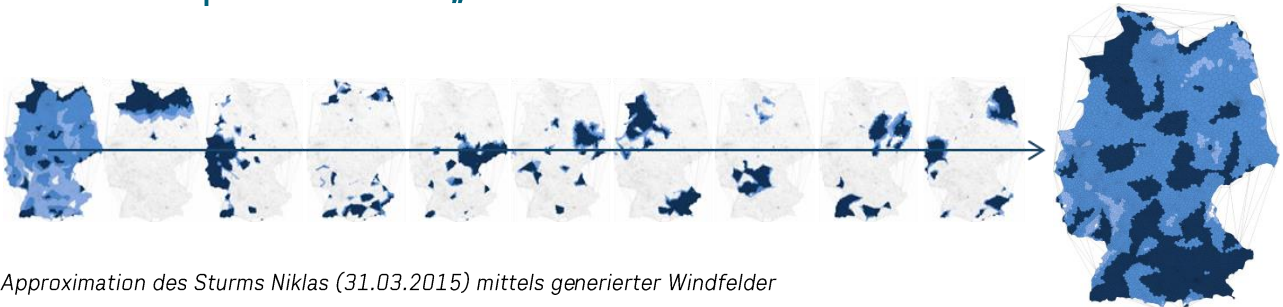 Approximation des Sturms Niklas (31.03.2015) mittels generierter Windfelder